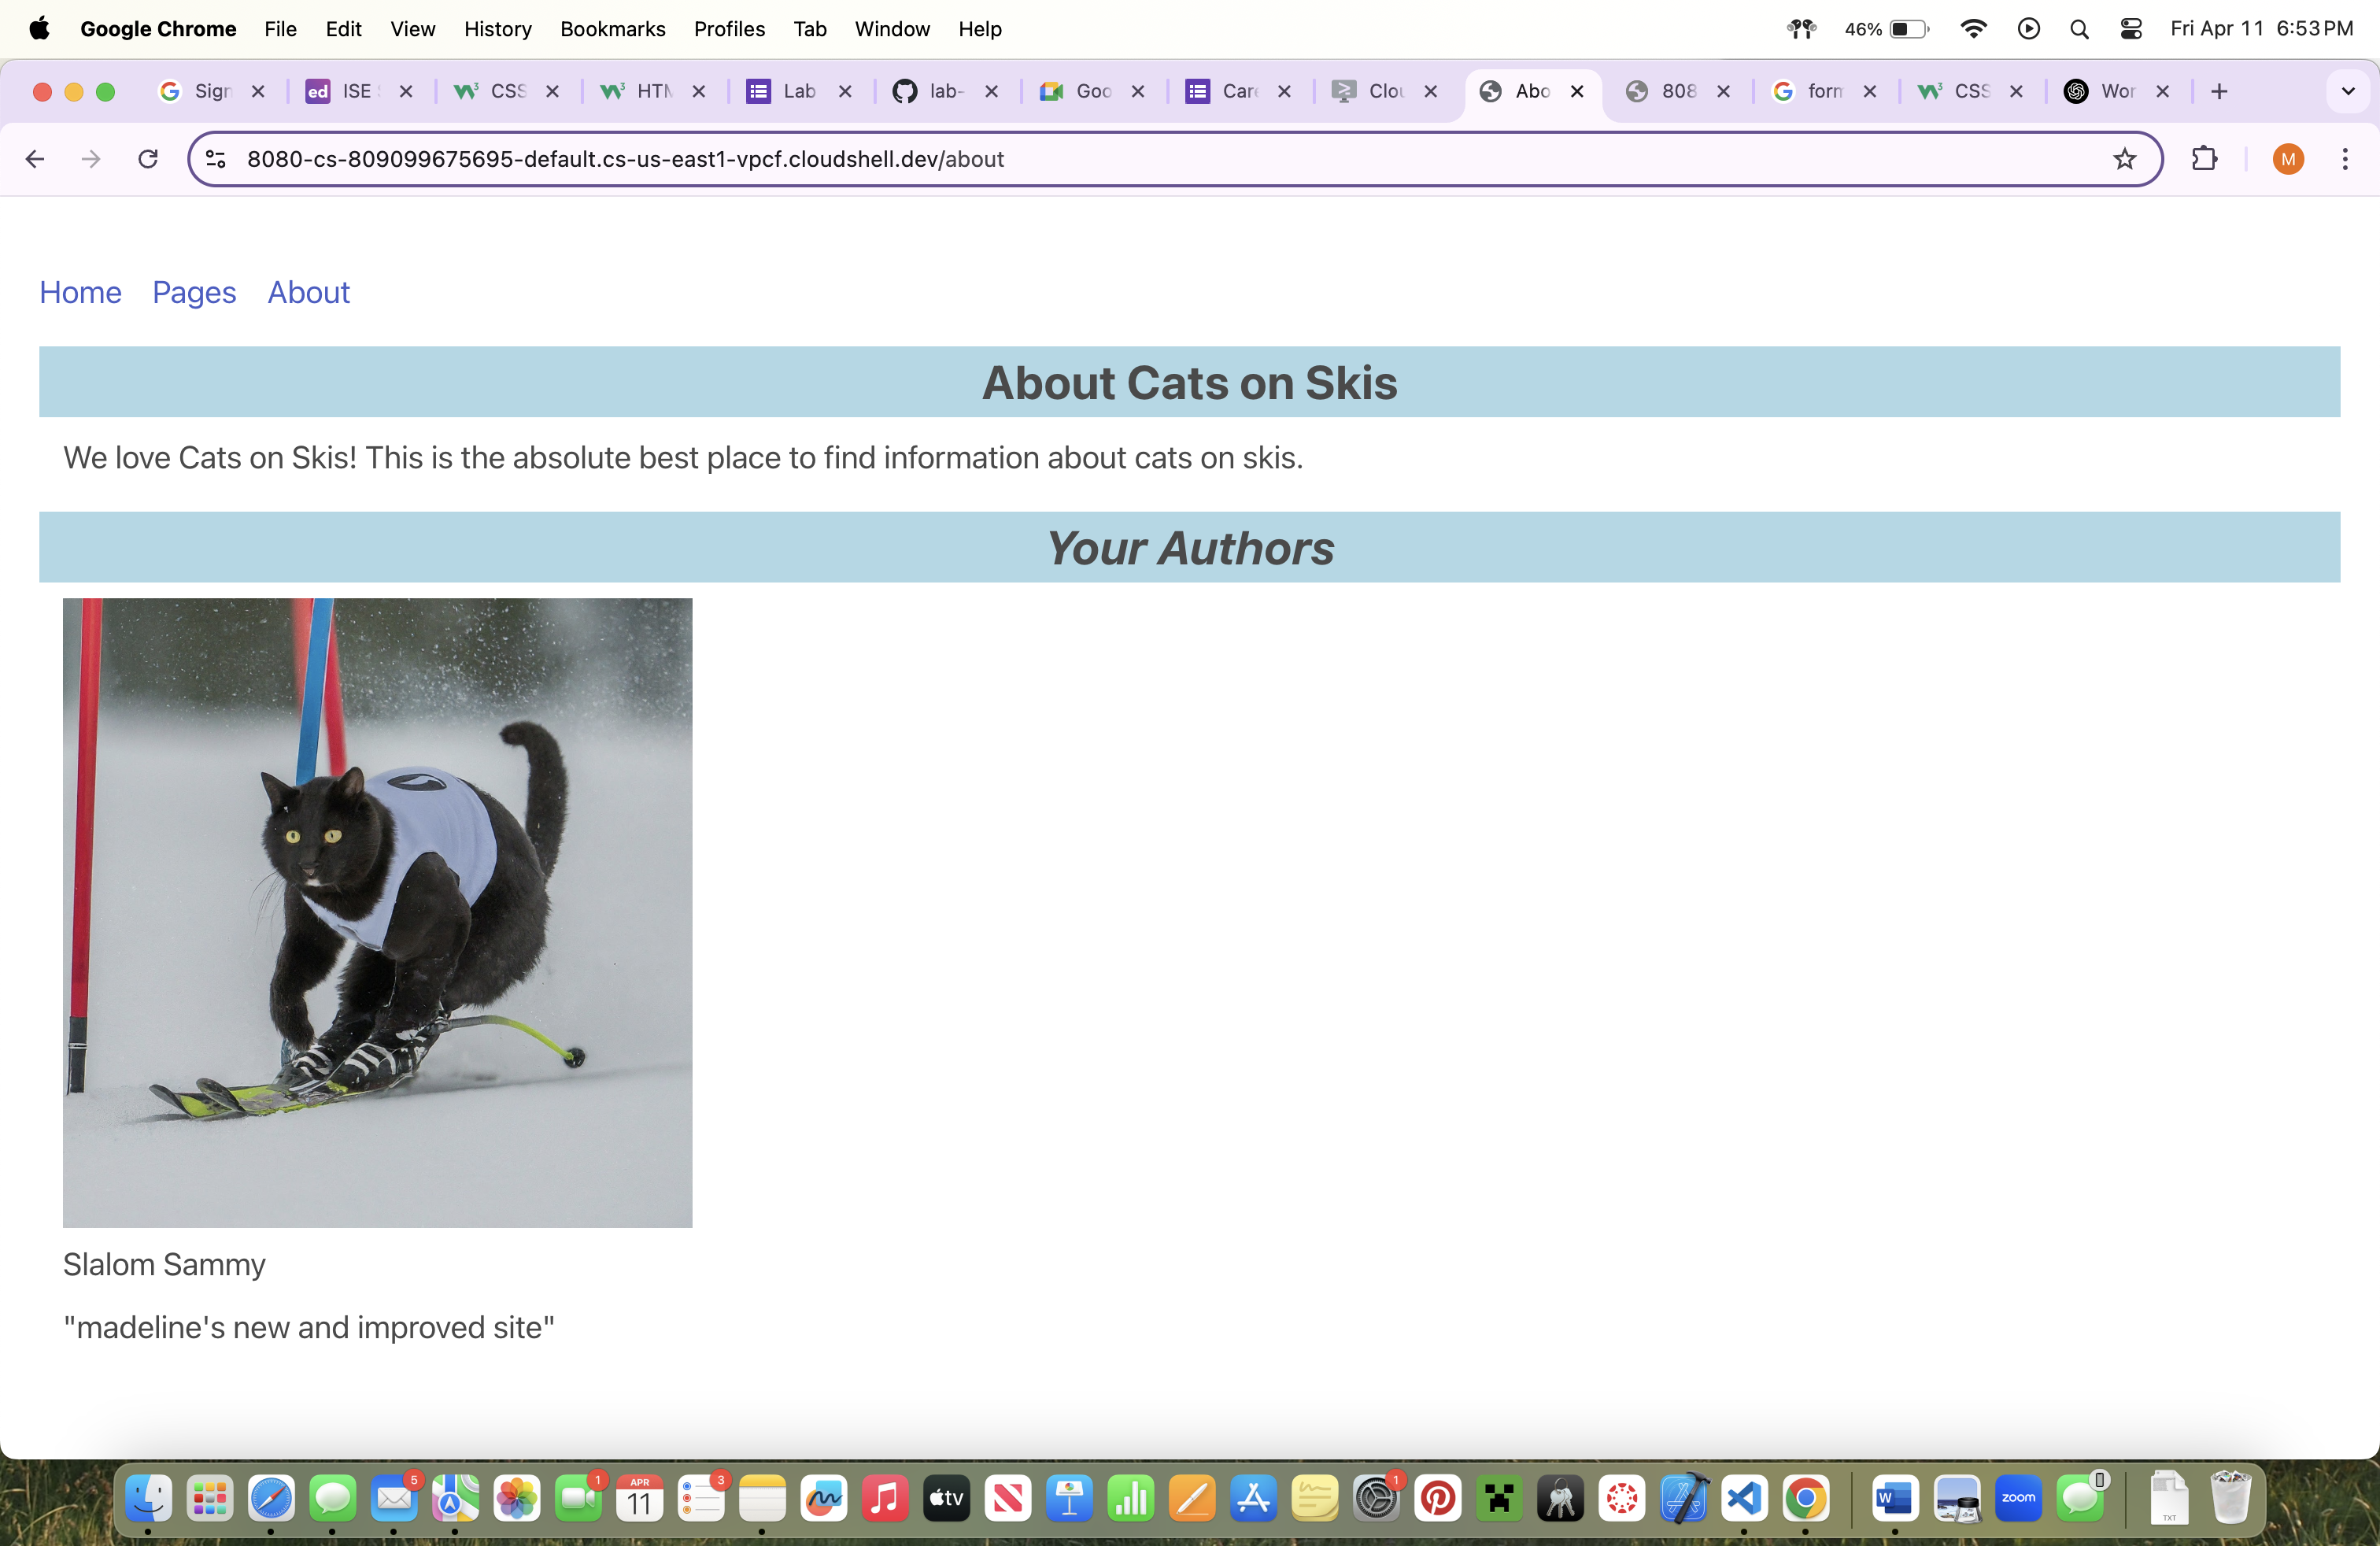 Google Chrome File Edit View History Bookmarks Profiles Tab Window Help 46% Fri Apr 11 6:53 PM
Sign ed ISE CSS HTM Lab lab- Goo Care Clou Abo 808 form CSS Wor
8080-cs-809099675695-default.cs-us-east1-vpcf.cloudshell.dev/about M
Home Pages About
About Cats on Skis
We love Cats on Skis! This is the absolute best place to find information about cats on skis.
Your Authors
Slalom Sammy
"madeline's new and improved site"
5 1 APR 11 3 tv 1 W zoom TXT